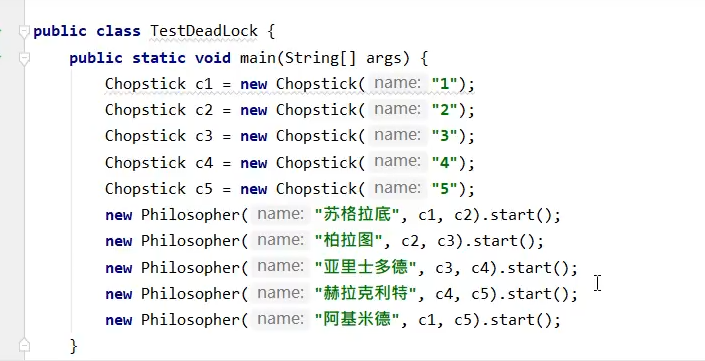 public class TestDeadLock {
public static void main(String[] args) {
Chopstick c1 = new Chopstick( name: "1");
Chopstick c2 = new Chopstick( name: "2");
Chopstick c3 = new Chopstick( name: "3");
Chopstick c4 = new Chopstick( name: "4");
Chopstick c5 = new Chopstick( name: "5");
new Philosopher( name: "苏格拉底", c1, c2).start();
new Philosopher( name: "柏拉图", c2, c3).start();
new Philosopher( name: "亚里士多德", c3, c4).start();
new Philosopher( name: "赫拉克利特", c4, c5).start();
new Philosopher( name: "阿基米德", c1, c5).start();
}